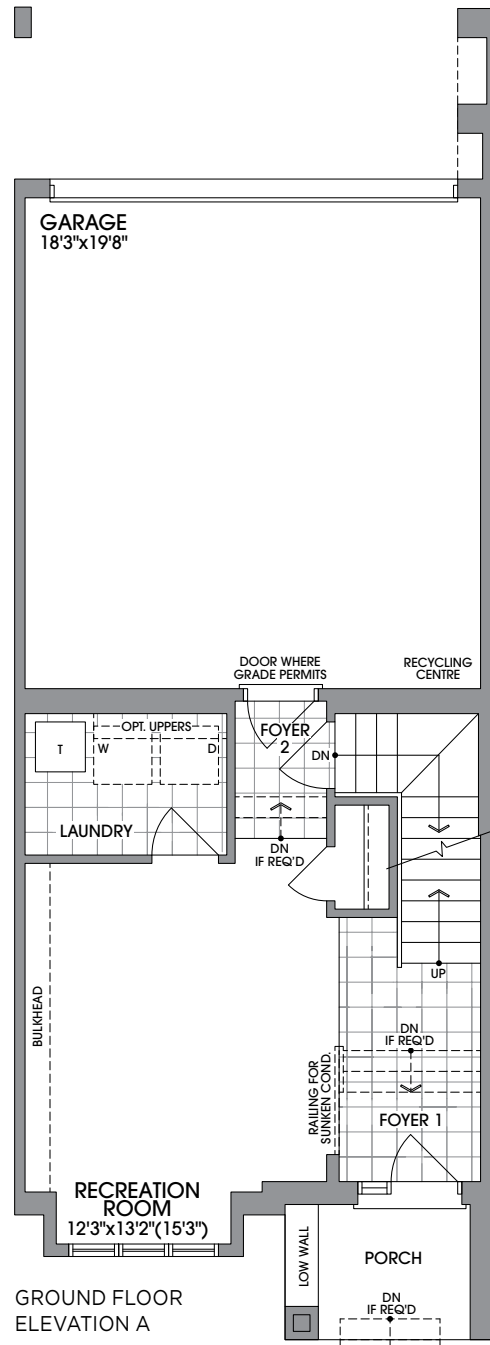 GARAGE
18'3"x19'8"
DOOR WHERE
GRADE PERMITS
RECYCLING
CENTRE
OPT. UPPERS
T
W
D
FOYER
2
DN
LAUNDRY
DN
IF REQ'D
BULKHEAD
UP
DN
IF REQ'D
RAILING FOR
SUNKEN COND.
FOYER 1
RECREATION
ROOM
12'3"x13'2"(15'3")
LOW WALL
PORCH
DN
IF REQ'D
GROUND FLOOR
ELEVATION A